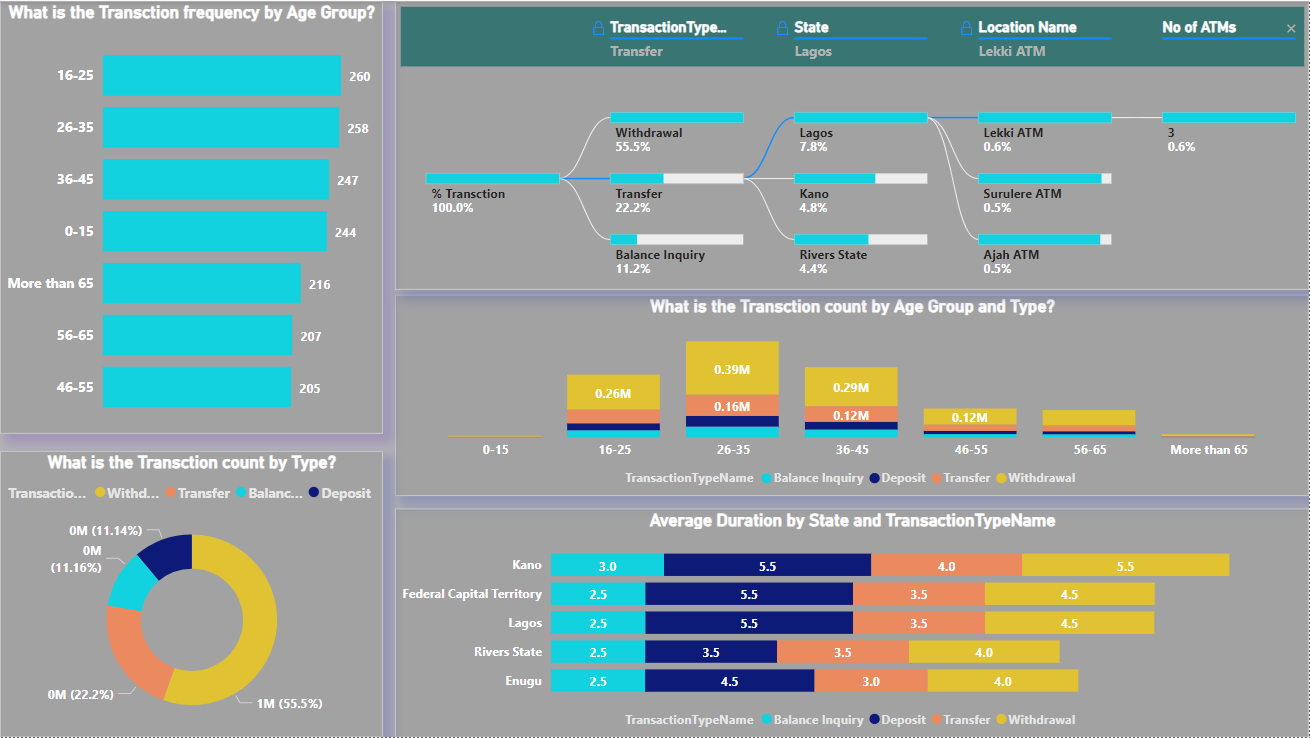 What is the Transction frequency by Age Group?
16-25
260
26-35
258
36-45
247
0-15
244
More than 65
216
56-65
207
46-55
205
TransactionType...
Transfer
State
Lagos
Location Name
Lekki ATM
No of ATMs
% Transction
100.0%
Withdrawal
55.5%
Transfer
22.2%
Balance Inquiry
11.2%
Lagos
7.8%
Kano
4.8%
Rivers State
4.4%
Lekki ATM
0.6%
Surulere ATM
0.5%
Ajah ATM
0.5%
3
0.6%
What is the Transction count by Age Group and Type?
0.26M
0.39M
0.16M
0.29M
0.12M
0.12M
0-15
16-25
26-35
36-45
46-55
56-65
More than 65
TransactionTypeName Balance Inquiry Deposit Transfer Withdrawal
What is the Transction count by Type?
Transactio... Withd... Transfer Balanc... Deposit
0M (11.14%)
0M
(11.16%)
0M (22.2%)
1M (55.5%)
Average Duration by State and TransactionTypeName
Kano 3.0 5.5 4.0 5.5
Federal Capital Territory 2.5 5.5 3.5 4.5
Lagos 2.5 5.5 3.5 4.5
Rivers State 2.5 3.5 3.5 4.0
Enugu 2.5 4.5 3.0 4.0
TransactionTypeName Balance Inquiry Deposit Transfer Withdrawal